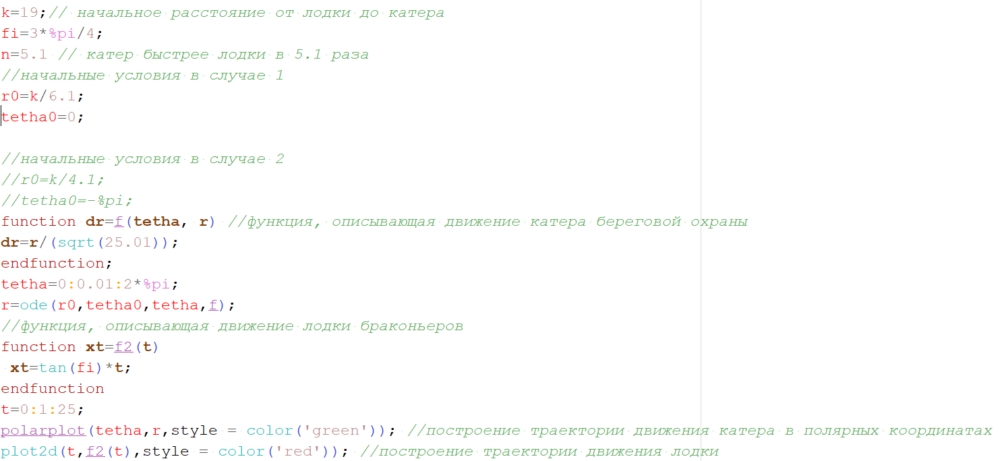 k=19;// начальное расстояние от лодки до катера
fi=3*%pi/4;
n=5.1 // катер быстрее лодки в 5.1 раза
//начальные условия в случае 1
r0=k/6.1;
tetha0=0;
//начальные условия в случае 2
//r0=k/4.1;
//tetha0=-%pi;
function dr=f(tetha, r) //функция, описывающая движение катера береговой охраны
dr=r/(sqrt(25.01));
endfunction;
tetha=0:0.01:2*%pi;
r=ode(r0,tetha0,tetha,f);
//функция, описывающая движение лодки браконьеров
function xt=f2(t)
 xt=tan(fi)*t;
endfunction
t=0:1:25;
polarplot(tetha,r,style = color('green')); //построение траектории движения катера в полярных координатах
plot2d(t,f2(t),style = color('red')); //построение траектории движения лодки